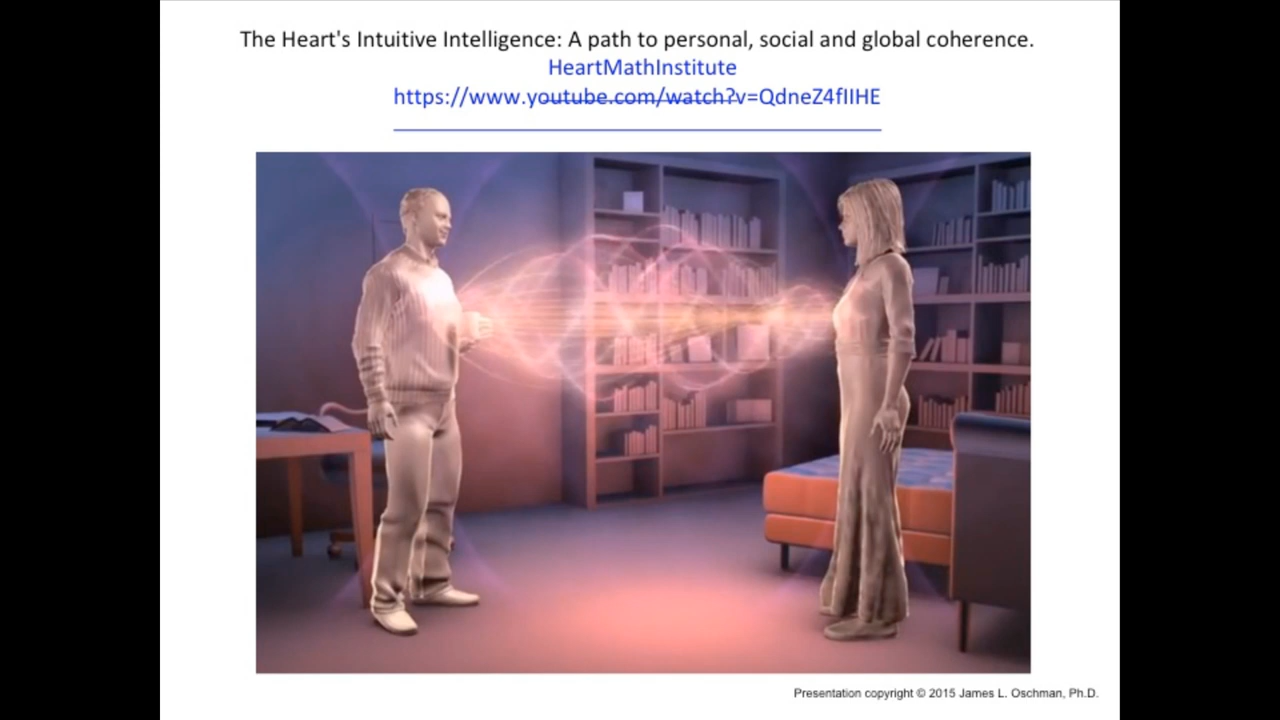 The Heart's Intuitive Intelligence: A path to personal, social and global coherence.
HeartMathInstitute
https://www.youtube.com/watch?v=QdneZ4fIIHE
Presentation copyright © 2015 James L. Oschman, Ph.D.